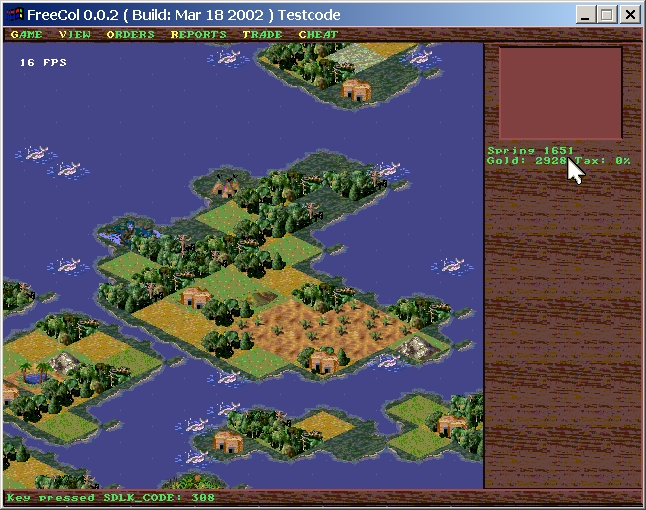 FreeCol 0.0.2 ( Build: Mar 18 2002 ) Testcode
GAME VIEW ORDERS REPORTS TRADE CHEAT
16 FPS
Spring 1651
Gold: 2928 Tax: 0%
Key pressed SDLK_CODE: 308